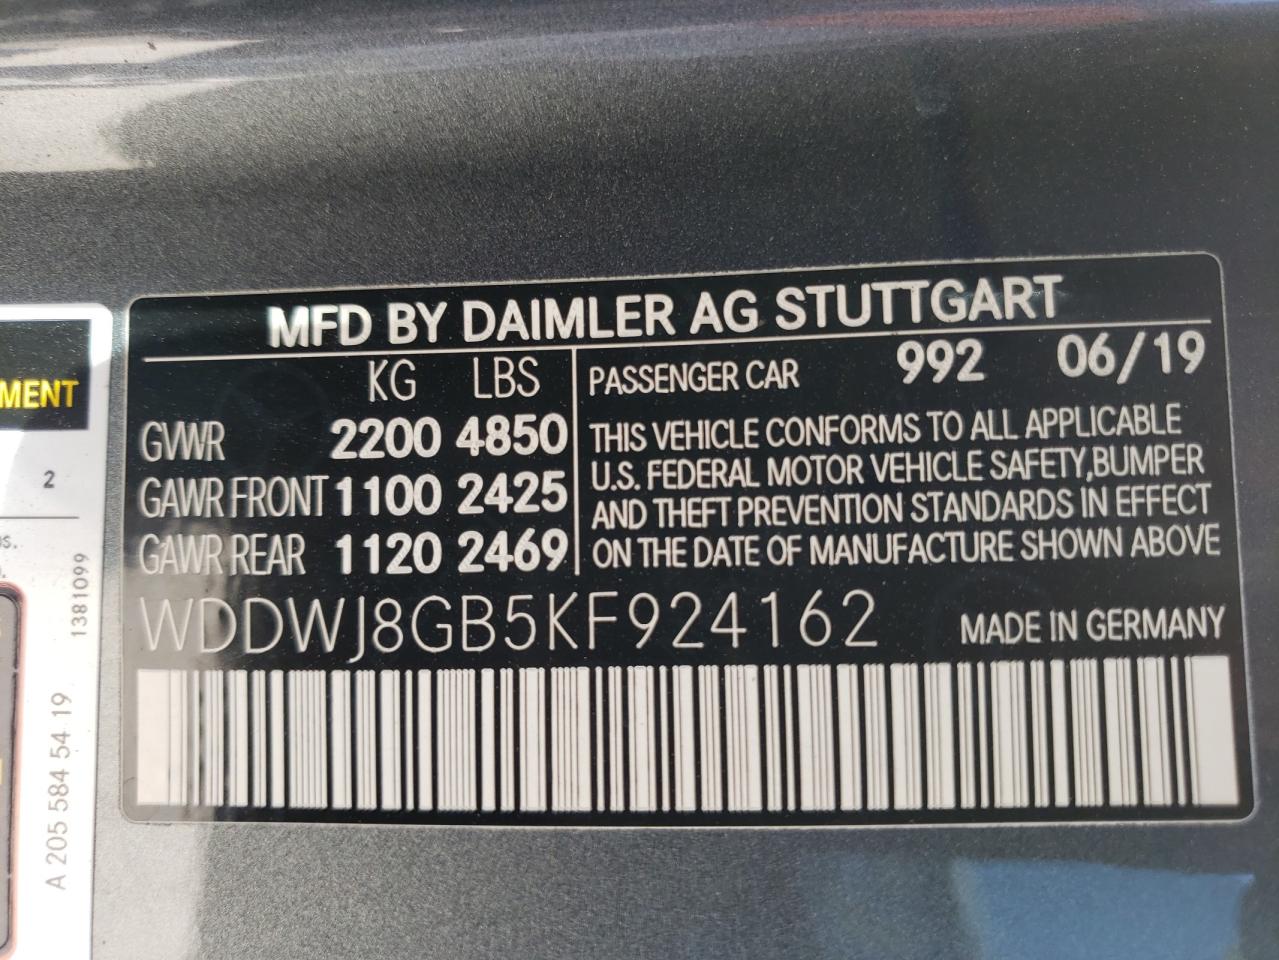 MFD BY DAIMLER AG STUTTGART
KG LBS
GVWR 2200 4850
GAWR FRONT 1100 2425
GAWR REAR 1120 2469
PASSENGER CAR 992 06/19
THIS VEHICLE CONFORMS TO ALL APPLICABLE
U.S. FEDERAL MOTOR VEHICLE SAFETY,BUMPER
AND THEFT PREVENTION STANDARDS IN EFFECT
ON THE DATE OF MANUFACTURE SHOWN ABOVE
WDDWJ8GB5KF924162 MADE IN GERMANY
MENT
2
1381099
A 205 584 54 19